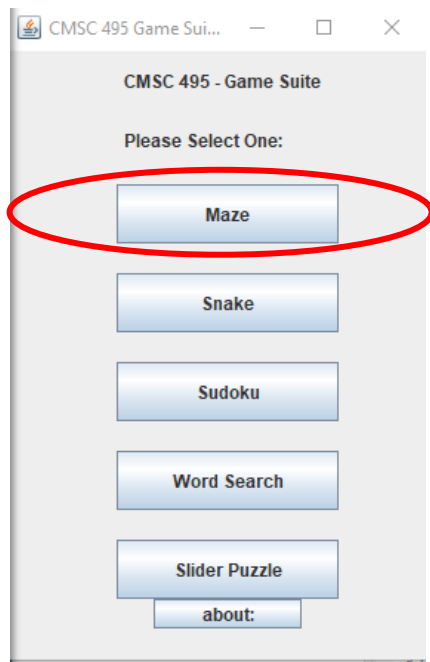 CMSC 495 Game Sui...
CMSC 495 - Game Suite
Please Select One:
Maze
Snake
Sudoku
Word Search
Slider Puzzle
about: